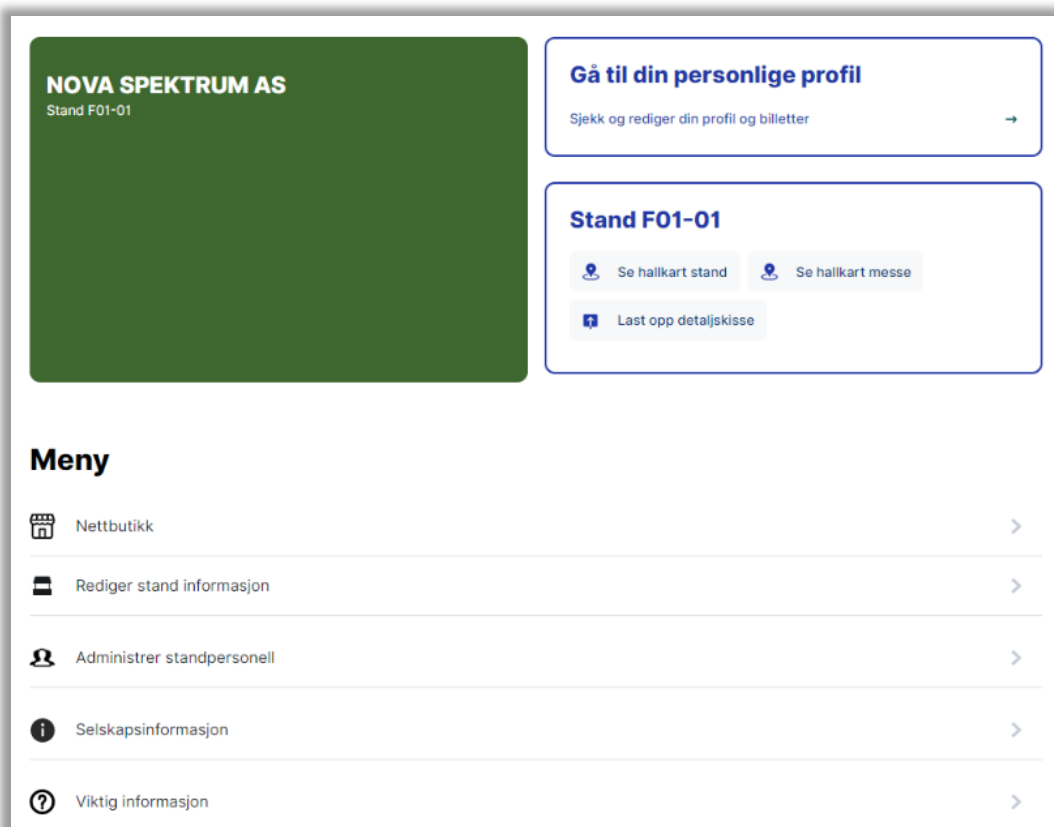 NOVA SPEKTRUM AS
Stand F01-01
Gå til din personlige profil
Sjekk og rediger din profil og billetter
Stand F01-01
Se hallkart stand
Se hallkart messe
Last opp detaljskisse
Meny
Nettbutikk
Rediger stand informasjon
Administrer standpersonell
Selskapsinformasjon
Viktig informasjon